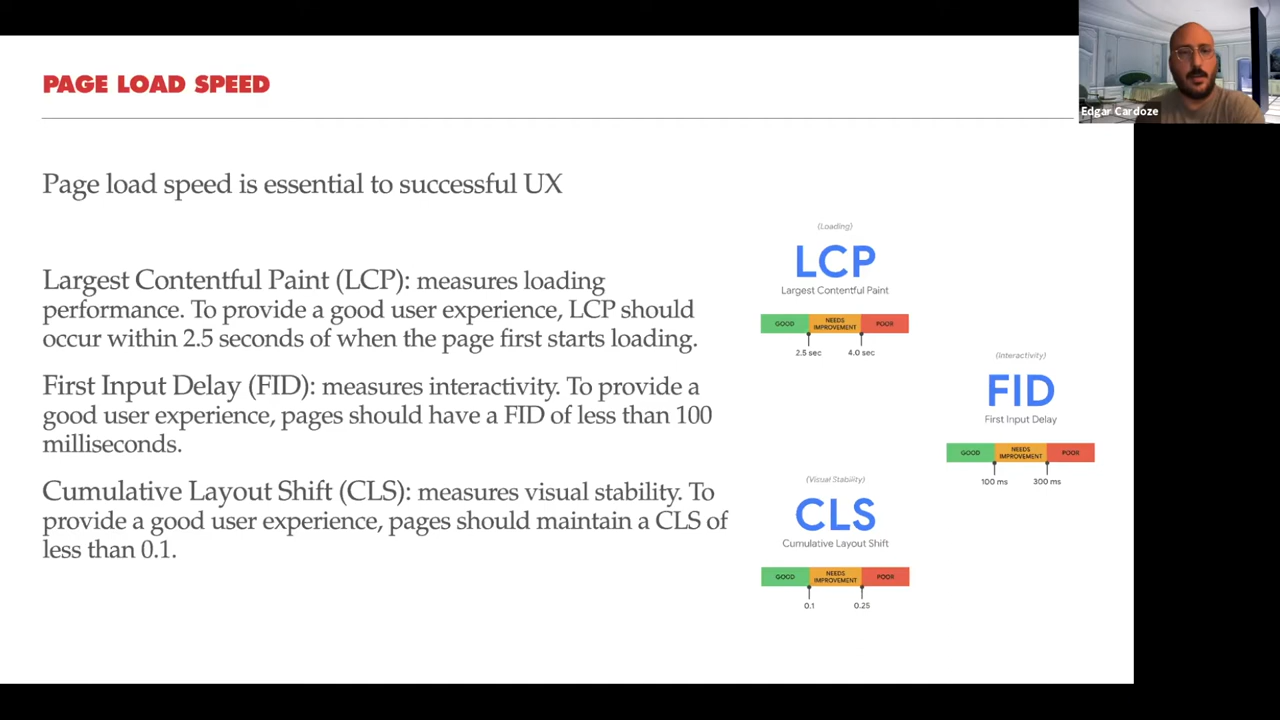 PAGE LOAD SPEED
Edgar Cardoze
Page load speed is essential to successful UX
Largest Contentful Paint (LCP): measures loading
performance. To provide a good user experience, LCP should
occur within 2.5 seconds of when the page first starts loading.
First Input Delay (FID): measures interactivity. To provide a
good user experience, pages should have a FID of less than 100
milliseconds.
Cumulative Layout Shift (CLS): measures visual stability. To
provide a good user experience, pages should maintain a CLS of
less than 0.1.
(Loading)
LCP
Largest Contentful Paint
GOOD NEEDS IMPROVEMENT POOR
2.5 sec 4.0 sec
(Interactivity)
FID
First Input Delay
GOOD NEEDS IMPROVEMENT POOR
100 ms 300 ms
(Visual Stability)
CLS
Cumulative Layout Shift
GOOD NEEDS IMPROVEMENT POOR
0.1 0.25